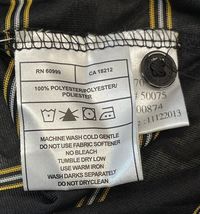 RN 60999 CA 18212
100% POLYESTER/POLYESTER/
POLIÉSTER
MACHINE WASH COLD GENTLE
DO NOT USE FABRIC SOFTENER
NO BLEACH
TUMBLE DRY LOW
USE WARM IRON
WASH DARKS SEPARATELY
DO NOT DRYCLEAN
50075
00874
:11122013